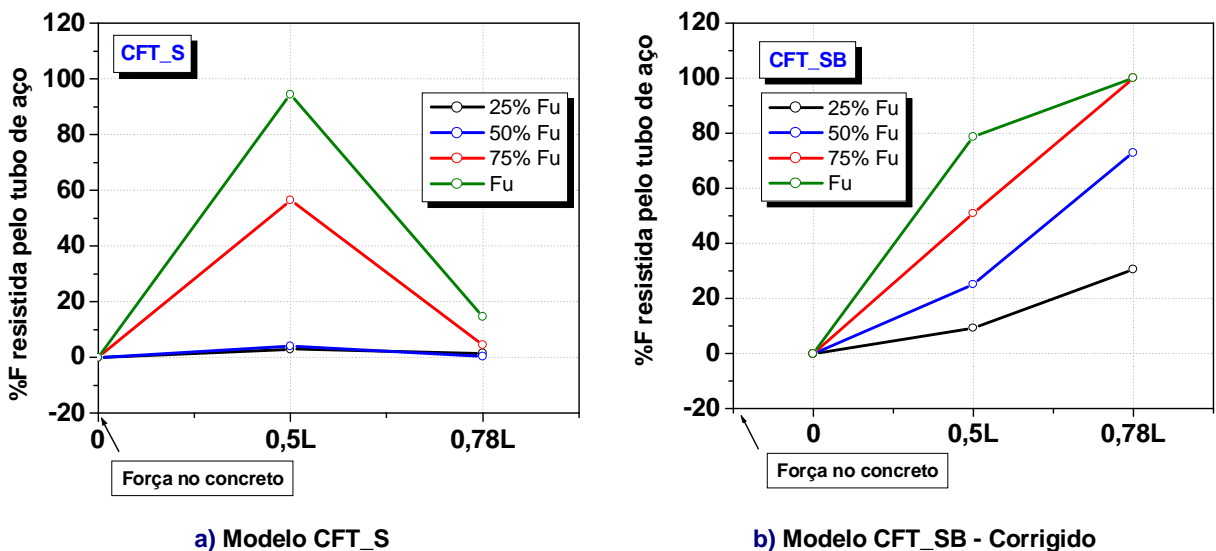 %F resistida pelo tubo de aço
120
100
80
60
40
20
0
-20
CFT_S
25% Fu
50% Fu
75% Fu
Fu
0
0,5L
0,78L
Força no concreto
a) Modelo CFT_S
%F resistida pelo tubo de aço
120
100
80
60
40
20
0
-20
CFT_SB
25% Fu
50% Fu
75% Fu
Fu
0
0,5L
0,78L
Força no concreto
b) Modelo CFT_SB - Corrigido